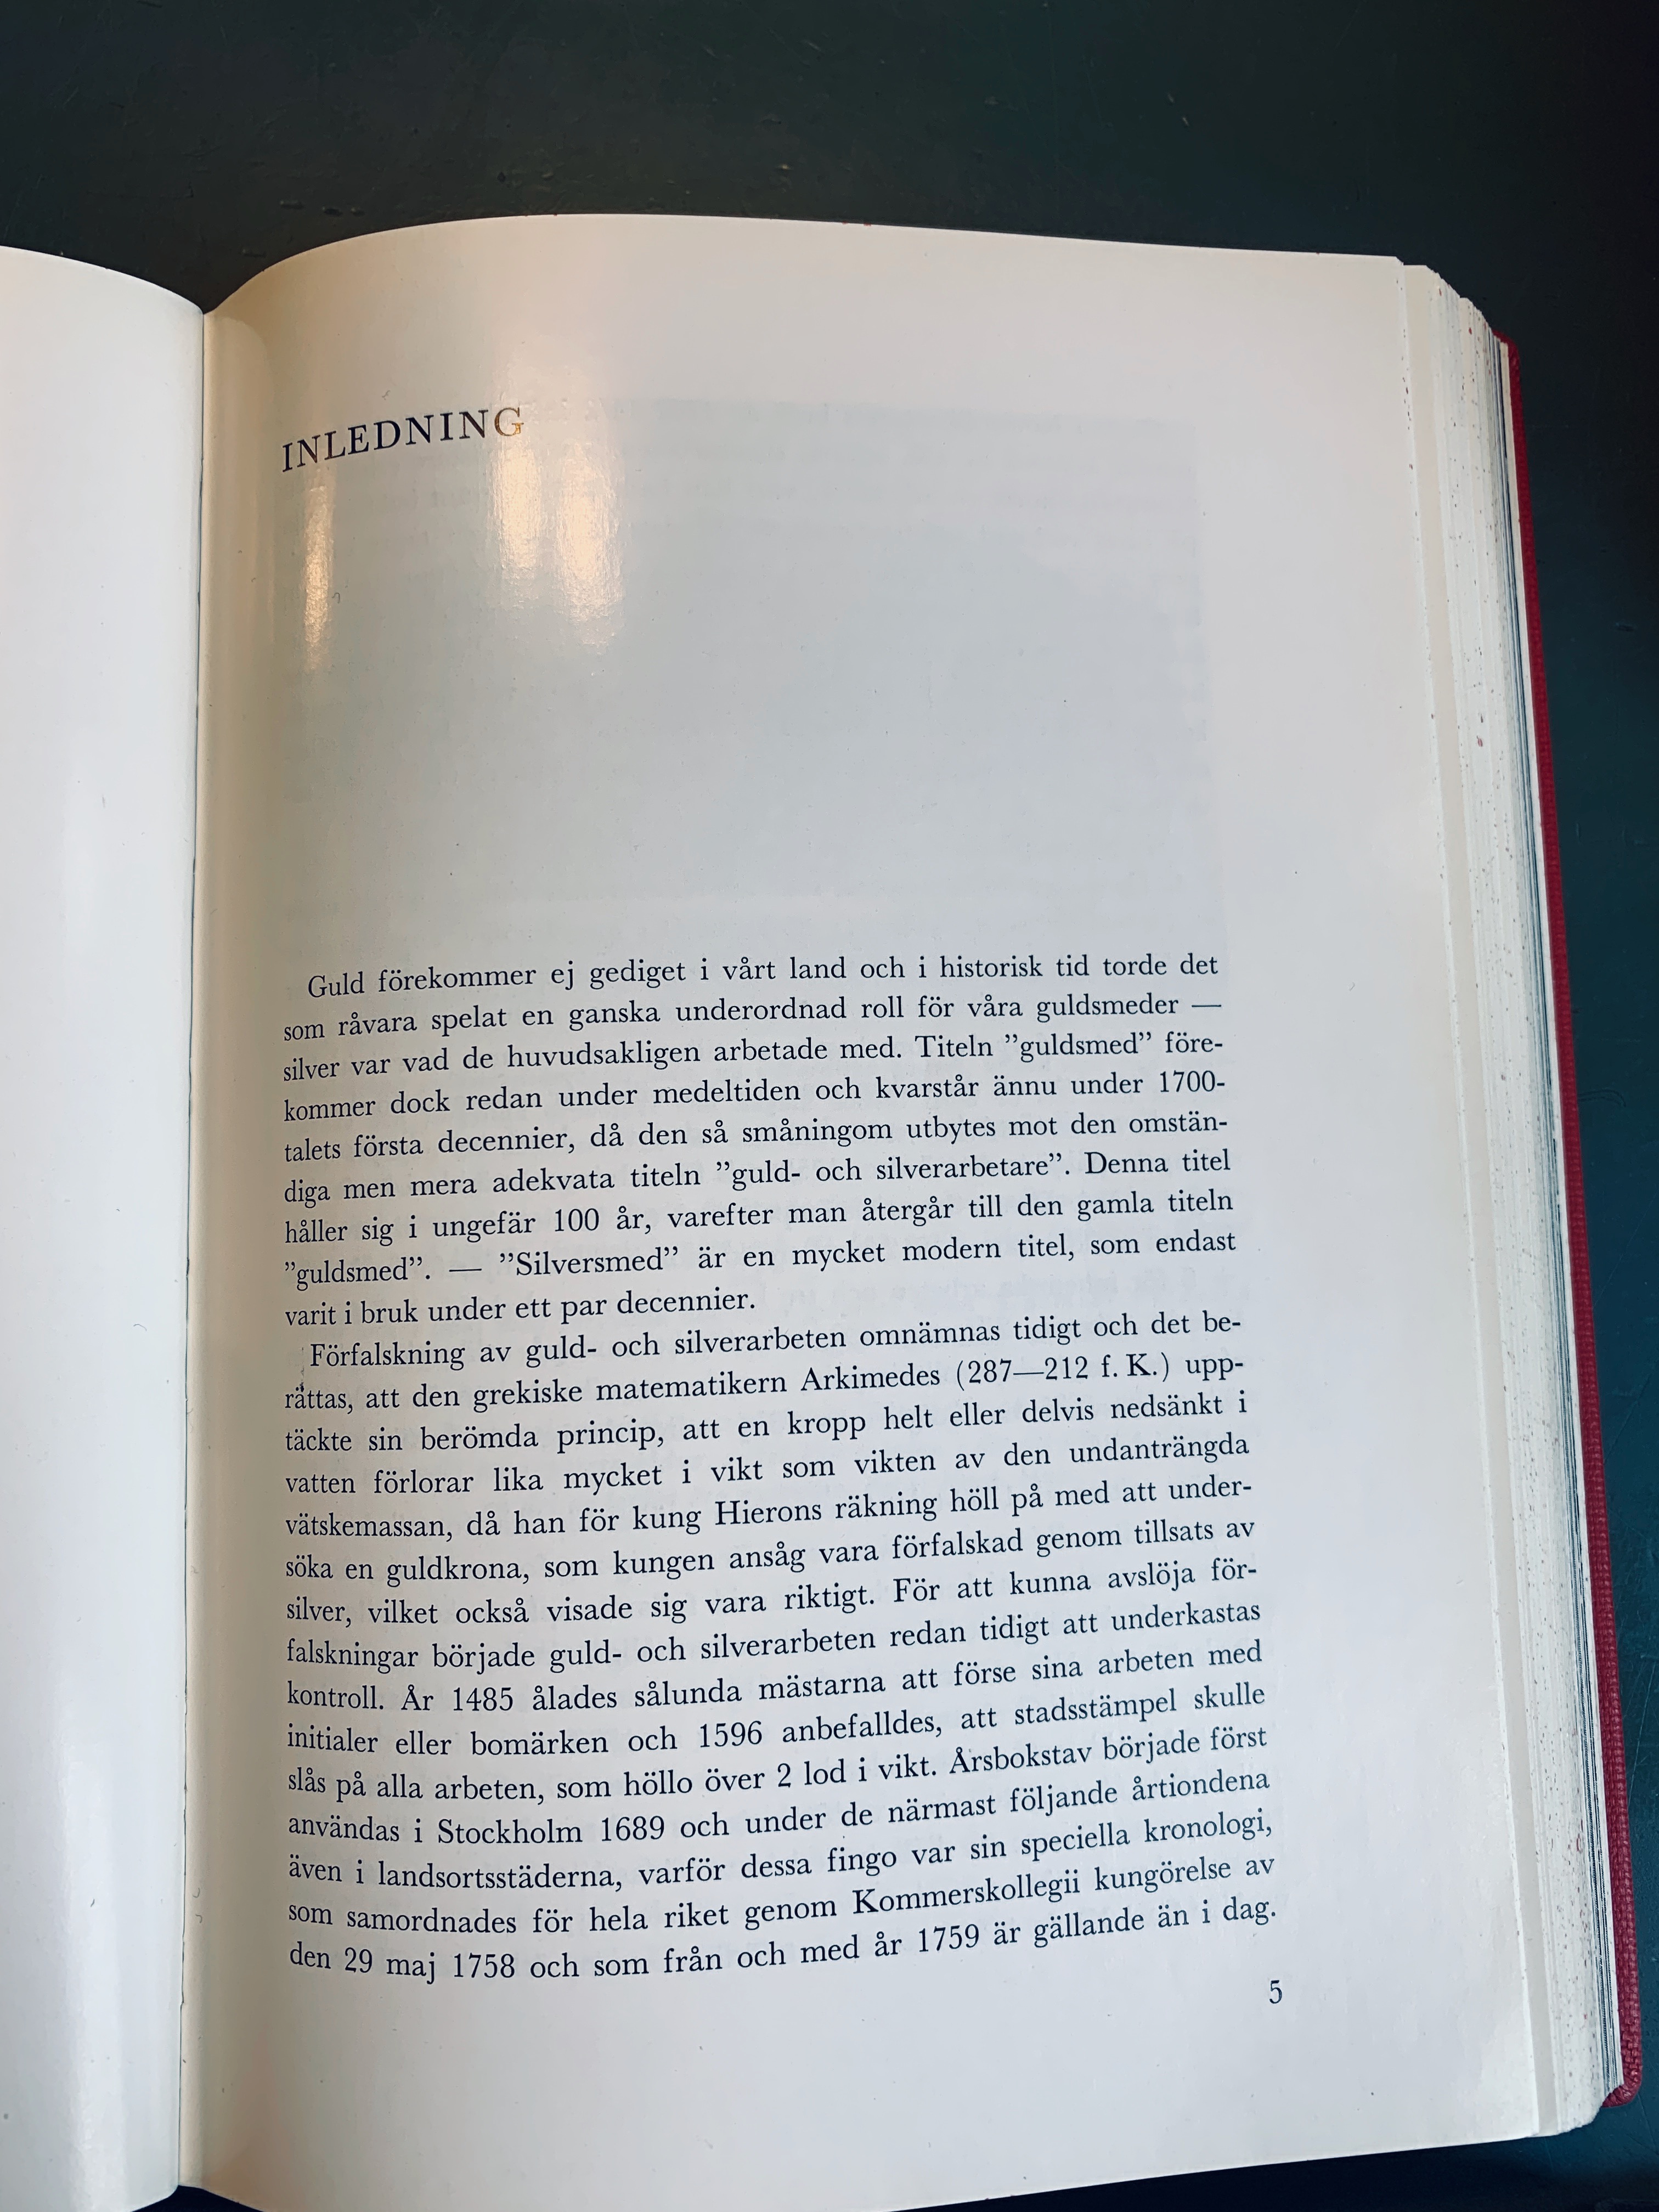 INLEDNING
Guld förekommer ej gediget i vårt land och i historisk tid torde det
som råvara spelat en ganska underordnad roll för våra guldsmeder —
silver var vad de huvudsakligen arbetade med. Titeln ”guldsmed” före-
kommer dock redan under medeltiden och kvarstår ännu under 1700-
talets första decennier, då den så småningom utbytes mot den omstän-
diga men mera adekvata titeln ”guld- och silverarbetare”. Denna titel
håller sig i ungefär 100 år, varefter man återgår till den gamla titeln
”guldsmed”. — ”Silversmed” är en mycket modern titel, som endast
varit i bruk under ett par decennier.
Förfalskning av guld- och silverarbeten omnämnas tidigt och det be-
rättas, att den grekiske matematikern Arkimedes (287—212 f. K.) upp-
täckte sin berömda princip, att en kropp helt eller delvis nedsänkt i
vatten förlorar lika mycket i vikt som vikten av den undanträngda
vätskemassan, då han för kung Hierons räkning höll på med att under-
söka en guldkrona, som kungen ansåg vara förfalskad genom tillsats av
silver, vilket också visade sig vara riktigt. För att kunna avslöja för-
falskningar började guld- och silverarbeten redan tidigt att underkastas
kontroll. År 1485 ålades sålunda mästarna att förse sina arbeten med
initialer eller bomärken och 1596 anbefalldes, att stadsstämpel skulle
slås på alla arbeten, som höllo över 2 lod i vikt. Årsbokstav började först
användas i Stockholm 1689 och under de närmast följande årtiondena
även i landsortsstäderna, varför dessa fingo var sin speciella kronologi,
som samordnades för hela riket genom Kommerskollegii kungörelse av
den 29 maj 1758 och som från och med år 1759 är gällande än i dag.
5